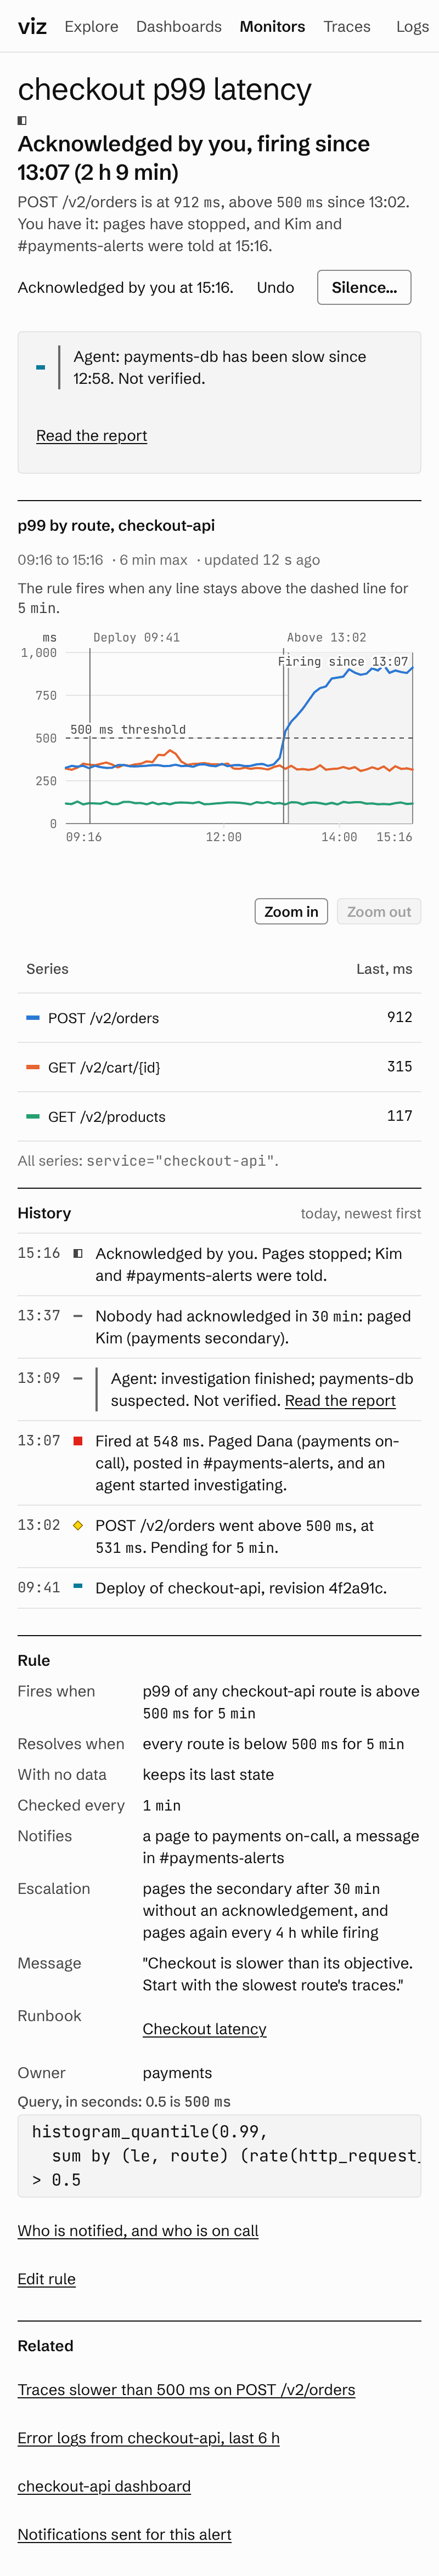 viz Explore Dashboards Monitors Traces Logs
checkout p99 latency
Acknowledged by you, firing since
13:07 (2 h 9 min)
POST /v2/orders is at 912 ms, above 500 ms since 13:02.
You have it: pages have stopped, and Kim and
#payments-alerts were told at 15:16.
Acknowledged by you at 15:16. Undo Silence…
Agent: payments-db has been slow since
12:58. Not verified.
Read the report
p99 by route, checkout-api
09:16 to 15:16 · 6 min max · updated 12 s ago
The rule fires when any line stays above the dashed line for
5 min.
ms Deploy 09:41 Above 13:02
1,000 Firing since 13:07
750
500 ms threshold
500
250
0
09:16 12:00 14:00 15:16
Zoom in Zoom out
Series Last, ms
POST /v2/orders 912
GET /v2/cart/{id} 315
GET /v2/products 117
All series: service="checkout-api".
History today, newest first
15:16 Acknowledged by you. Pages stopped; Kim
and #payments-alerts were told.
13:37 Nobody had acknowledged in 30 min: paged
Kim (payments secondary).
13:09 Agent: investigation finished; payments-db
suspected. Not verified. Read the report
13:07 Fired at 548 ms. Paged Dana (payments on-
call), posted in #payments-alerts, and an
agent started investigating.
13:02 POST /v2/orders went above 500 ms, at
531 ms. Pending for 5 min.
09:41 Deploy of checkout-api, revision 4f2a91c.
Rule
Fires when p99 of any checkout-api route is above
500 ms for 5 min
Resolves when every route is below 500 ms for 5 min
With no data keeps its last state
Checked every 1 min
Notifies a page to payments on-call, a message
in #payments-alerts
Escalation pages the secondary after 30 min
without an acknowledgement, and
pages again every 4 h while firing
Message "Checkout is slower than its objective.
Start with the slowest route's traces."
Runbook Checkout latency
Owner payments
Query, in seconds: 0.5 is 500 ms
histogram_quantile(0.99,
sum by (le, route) (rate(http_request_
> 0.5
Who is notified, and who is on call
Edit rule
Related
Traces slower than 500 ms on POST /v2/orders
Error logs from checkout-api, last 6 h
checkout-api dashboard
Notifications sent for this alert